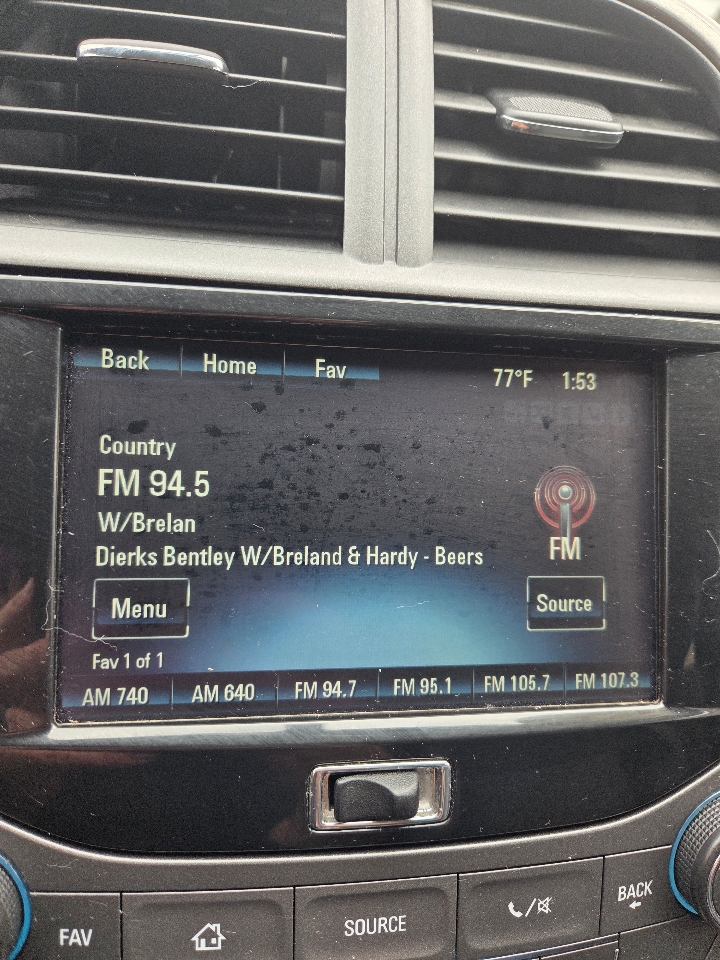 Back Home Fav 77°F 1:53
Country
FM 94.5
W/Brelan
Dierks Bentley W/Breland & Hardy - Beers
FM
Menu Source
Fav 1 of 1
AM 740 AM 640 FM 94.7 FM 95.1 FM 105.7 FM 107.3
FAV SOURCE BACK